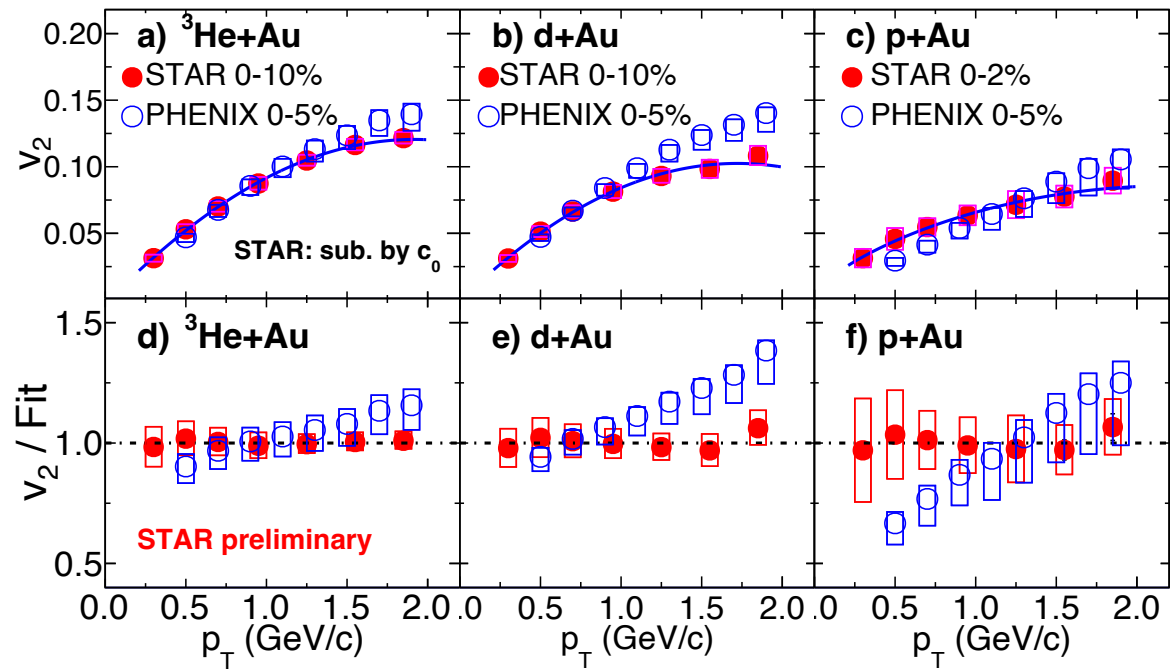 a) ³He+Au
STAR 0-10%
PHENIX 0-5%
STAR: sub. by c₀
b) d+Au
STAR 0-10%
PHENIX 0-5%
c) p+Au
STAR 0-2%
PHENIX 0-5%
0.20
0.15
0.10
0.05
v₂
d) ³He+Au
STAR preliminary
e) d+Au
f) p+Au
1.5
1.0
0.5
v₂ / Fit
0.0 0.5 1.0 1.5 2.0 0.5 1.0 1.5 2.0 0.0 0.5 1.0 1.5 2.0
p_T (GeV/c) p_T (GeV/c) p_T (GeV/c)